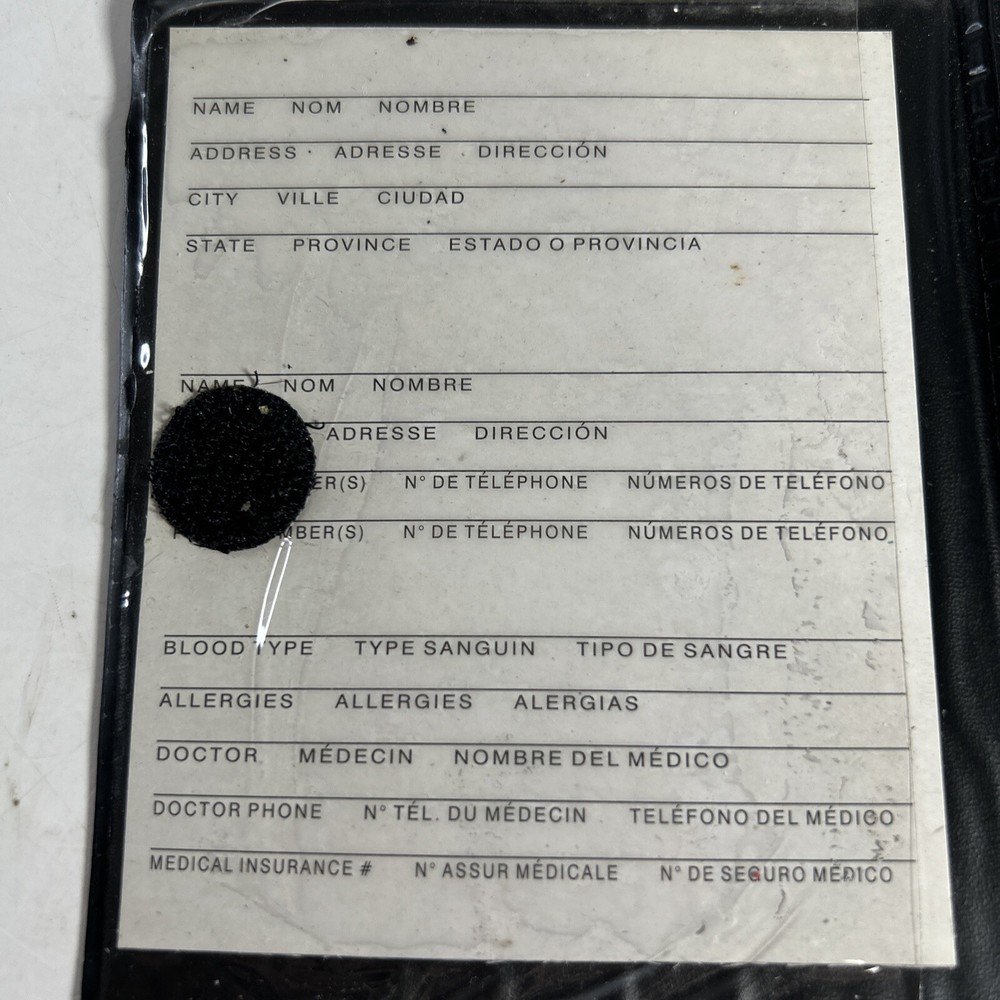 NAME NOM NOMBRE
ADDRESS ADRESSE DIRECCIÓN
CITY VILLE CIUDAD
STATE PROVINCE ESTADO O PROVINCIA
NAME NOM NOMBRE
ADRESSE DIRECCIÓN
ER(S) N° DE TÉLÉPHONE NÚMEROS DE TELÉFONO
MBER(S) N° DE TÉLÉPHONE NÚMEROS DE TELÉFONO
BLOOD TYPE TYPE SANGUIN TIPO DE SANGRE
ALLERGIES ALLERGIES ALERGIAS
DOCTOR MÉDECIN NOMBRE DEL MÉDICO
DOCTOR PHONE N° TÉL. DU MÉDECIN TELÉFONO DEL MÉDICO
MEDICAL INSURANCE # N° ASSUR MÉDICALE N° DE SEGURO MÉDICO